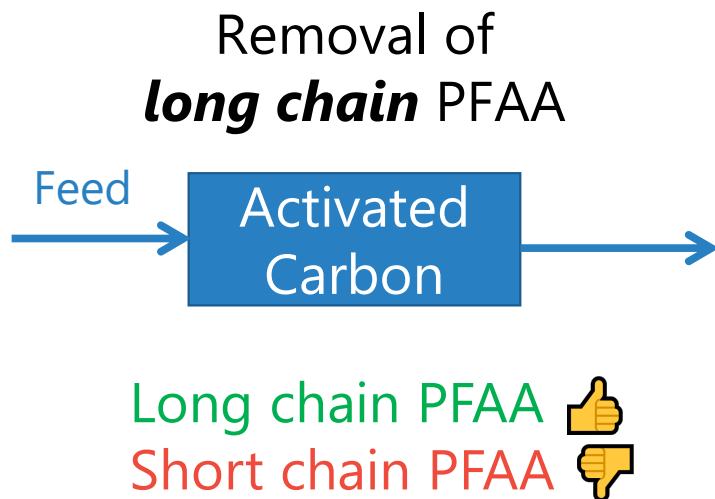 Removal of
long chain PFAA
Feed
Activated
Carbon
Long chain PFAA
Short chain PFAA